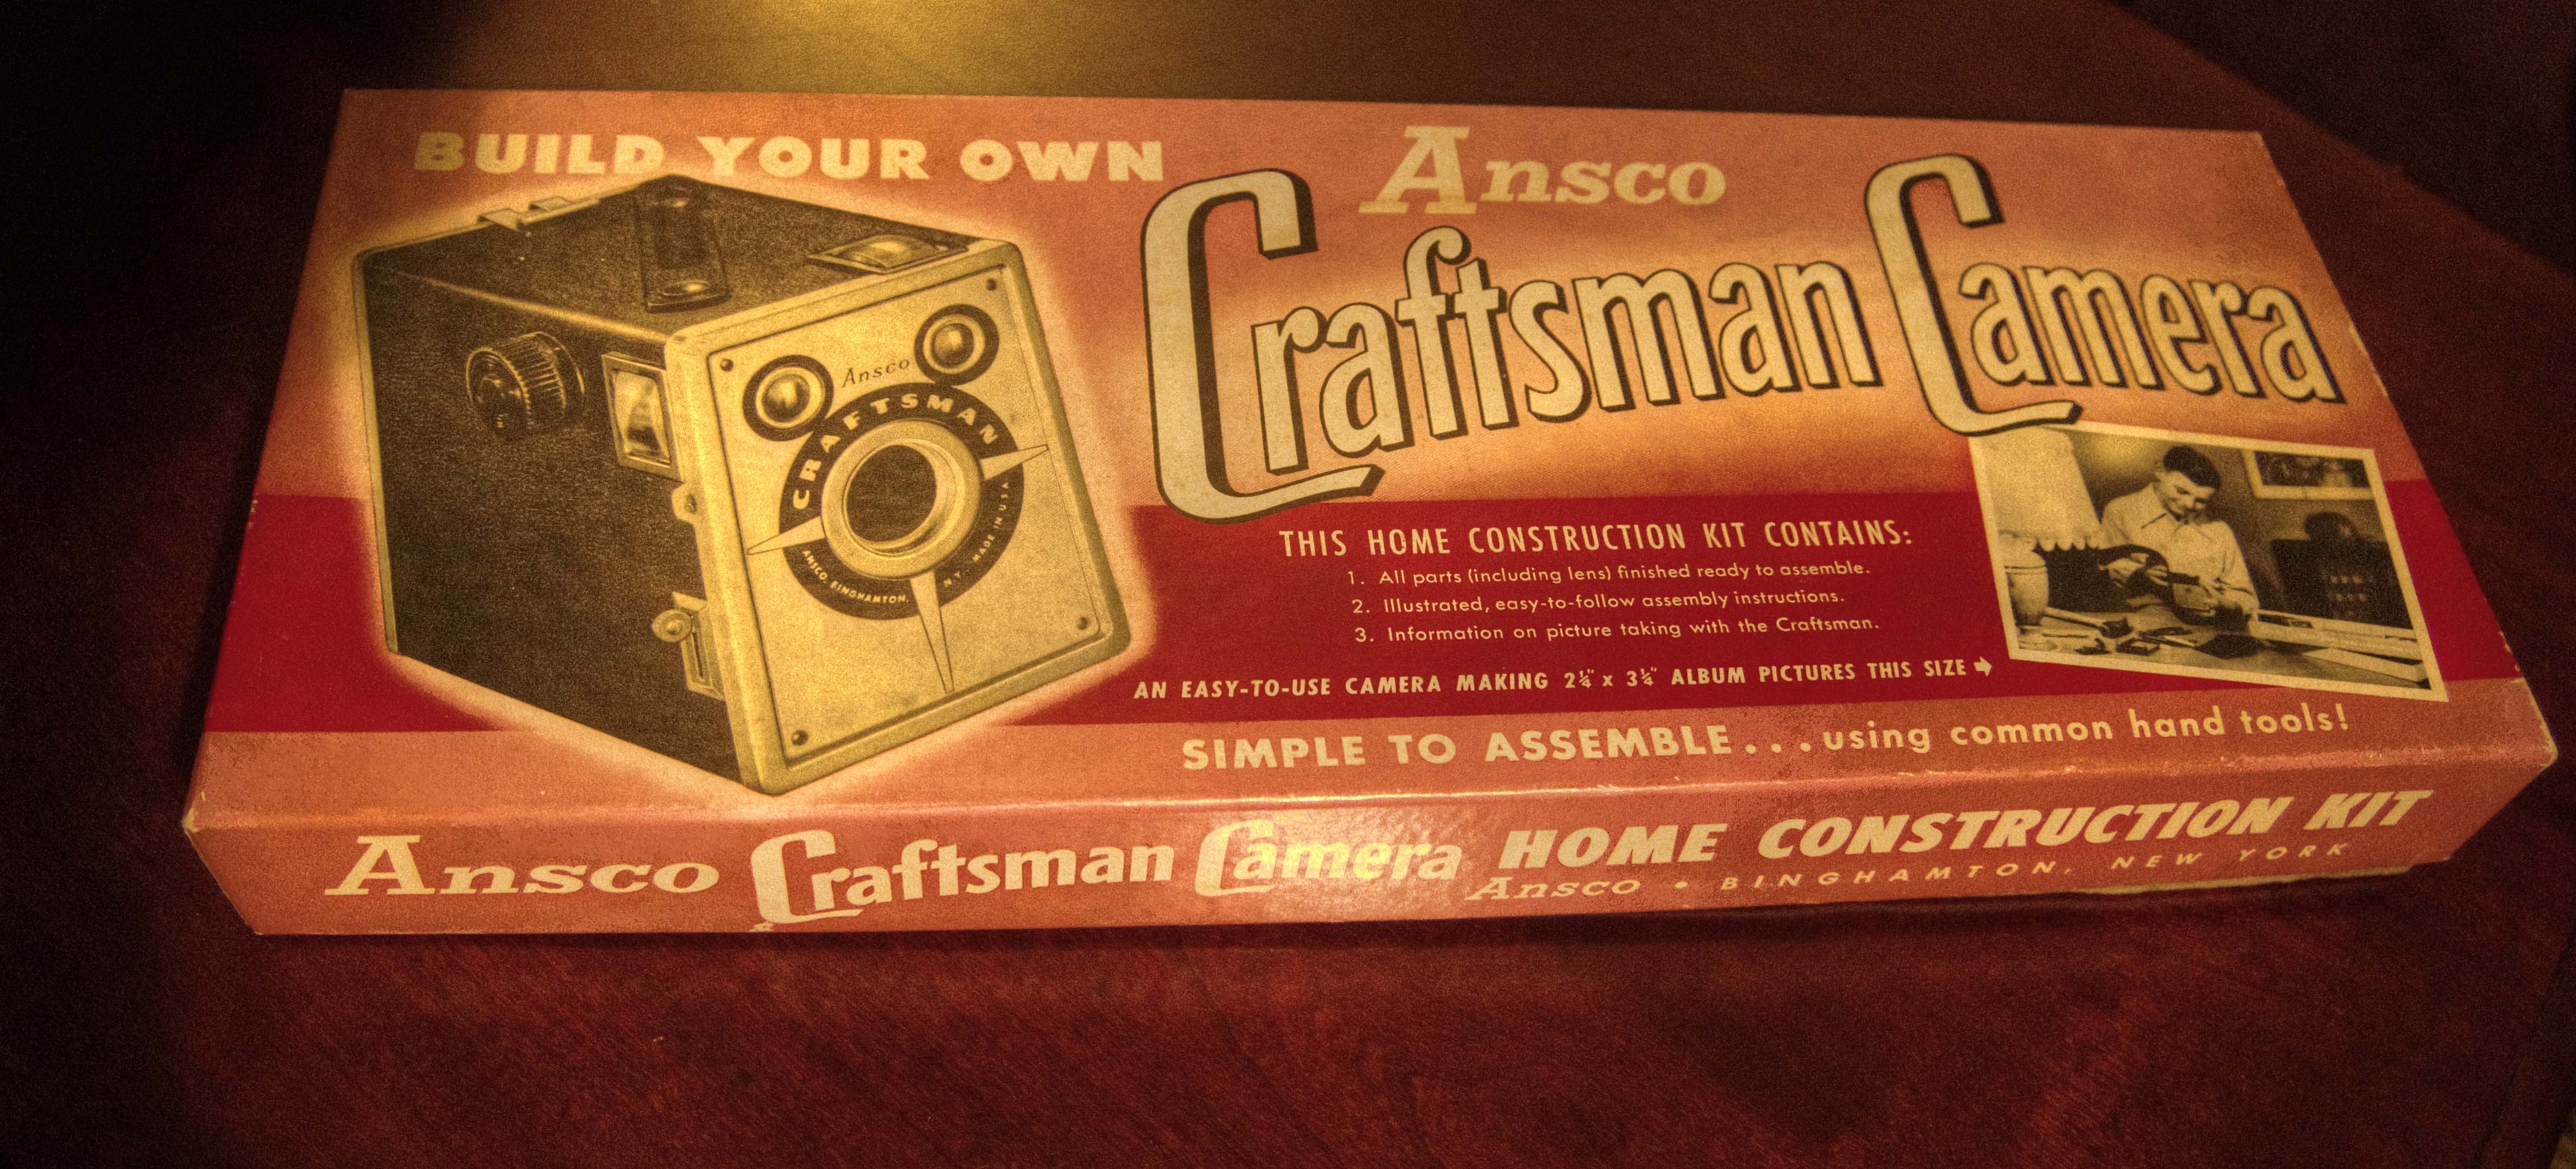 BUILD YOUR OWN
Ansco
Craftsman Camera
Ansco
CRAFTSMAN
ANSCO, BINGHAMTON, N.Y. MADE IN U.S.A.
THIS HOME CONSTRUCTION KIT CONTAINS:
1. All parts (including lens) finished ready to assemble.
2. Illustrated, easy-to-follow assembly instructions.
3. Information on picture taking with the Craftsman.
AN EASY-TO-USE CAMERA MAKING 2¼" x 3¼" ALBUM PICTURES THIS SIZE →
SIMPLE TO ASSEMBLE...using common hand tools!
Ansco Craftsman Camera HOME CONSTRUCTION KIT
Ansco • BINGHAMTON, NEW YORK